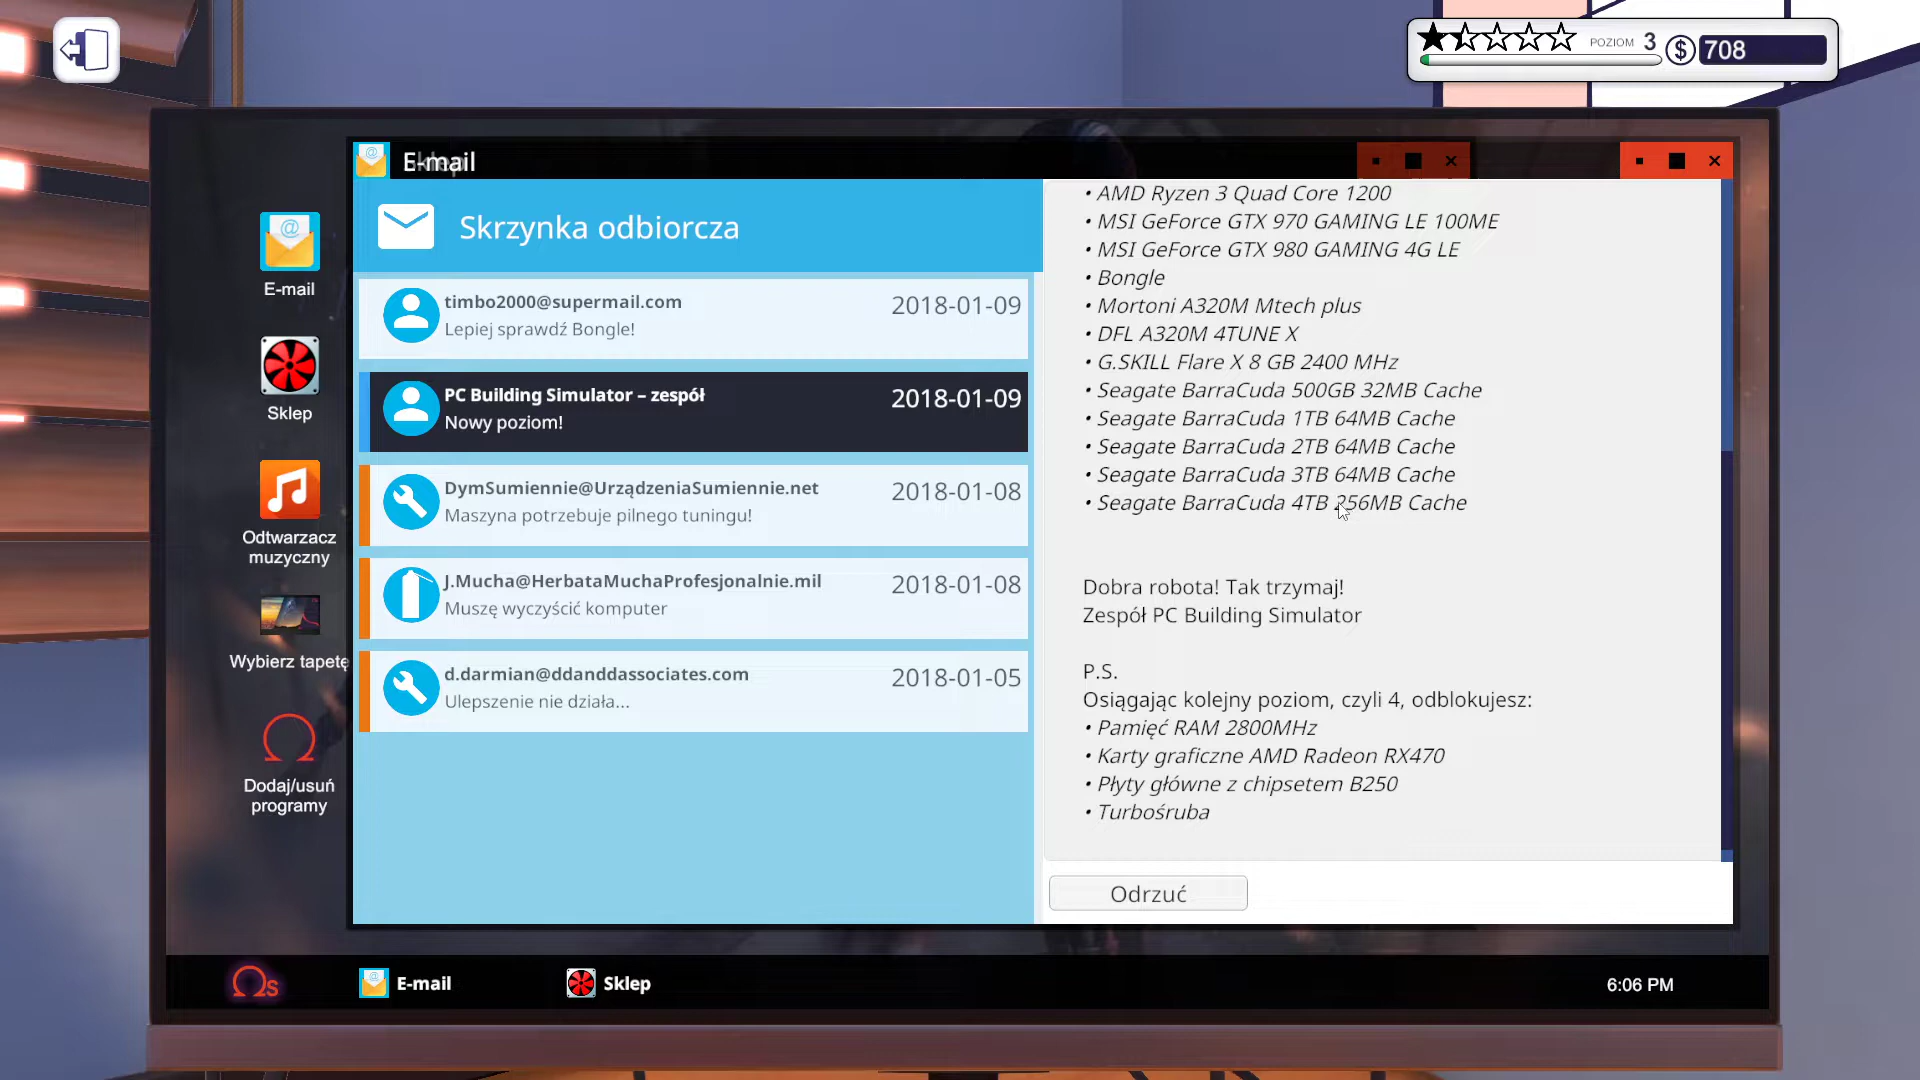 POZIOM 3
708
E-mail
Skrzynka odbiorcza
timbo2000@supermail.com
2018-01-09
Lepiej sprawdź Bongle!
PC Building Simulator – zespół
2018-01-09
Nowy poziom!
DymSumiennie@UrządzeniaSumiennie.net
2018-01-08
Maszyna potrzebuje pilnego tuningu!
J.Mucha@HerbataMuchaProfesjonalnie.mil
2018-01-08
Muszę wyczyścić komputer
d.darmian@ddanddassociates.com
2018-01-05
Ulepszenie nie działa...
• AMD Ryzen 3 Quad Core 1200
• MSI GeForce GTX 970 GAMING LE 100ME
• MSI GeForce GTX 980 GAMING 4G LE
• Bongle
• Mortoni A320M Mtech plus
• DFL A320M 4TUNE X
• G.SKILL Flare X 8 GB 2400 MHz
• Seagate BarraCuda 500GB 32MB Cache
• Seagate BarraCuda 1TB 64MB Cache
• Seagate BarraCuda 2TB 64MB Cache
• Seagate BarraCuda 3TB 64MB Cache
• Seagate BarraCuda 4TB 256MB Cache
Dobra robota! Tak trzymaj!
Zespół PC Building Simulator
P.S.
Osiągając kolejny poziom, czyli 4, odblokujesz:
• Pamięć RAM 2800MHz
• Karty graficzne AMD Radeon RX470
• Płyty główne z chipsetem B250
• Turbośruba
Odrzuć
E-mail
Sklep
Odtwarzacz
muzyczny
Wybierz tapetę
Dodaj/usuń
programy
Ωs
E-mail
Sklep
6:06 PM